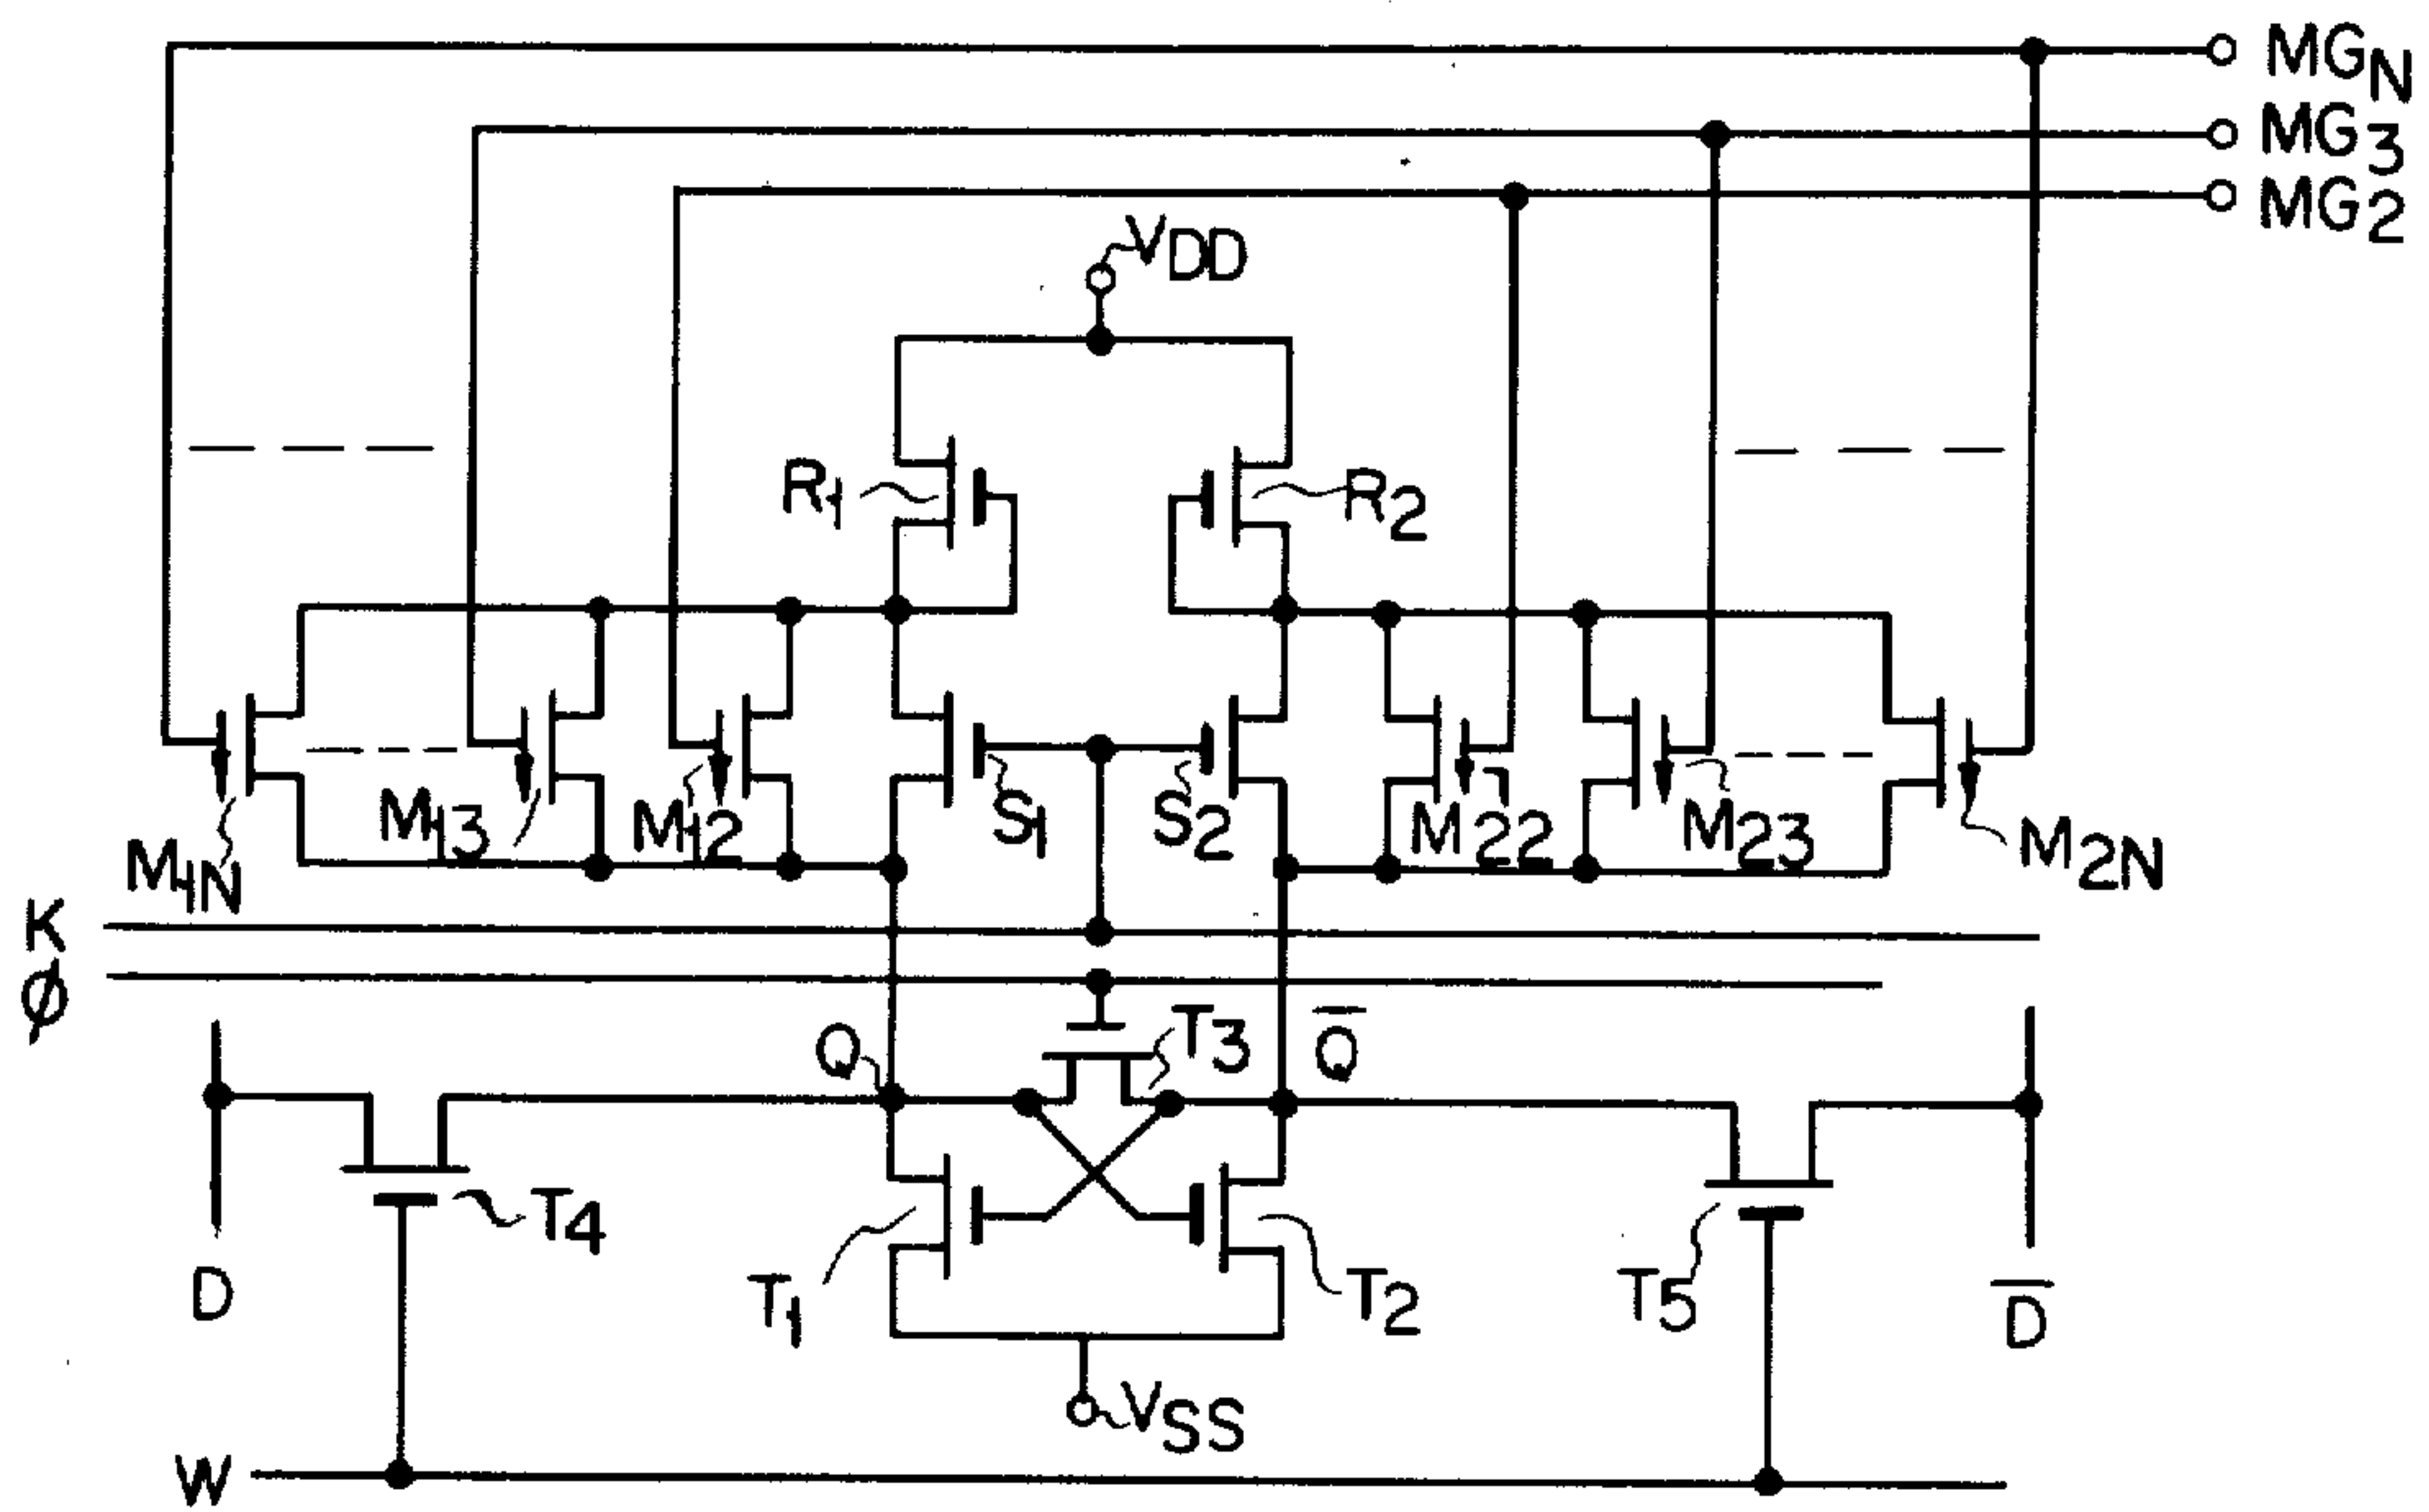 MGN
MG3
MG2
VDD
R1
R2
M1N
M13
M12
S1
S2
M22
M23
M2N
K
ϕ
Q
T3
Q̅
D
T4
T1
T2
T5
D̅
VSS
W